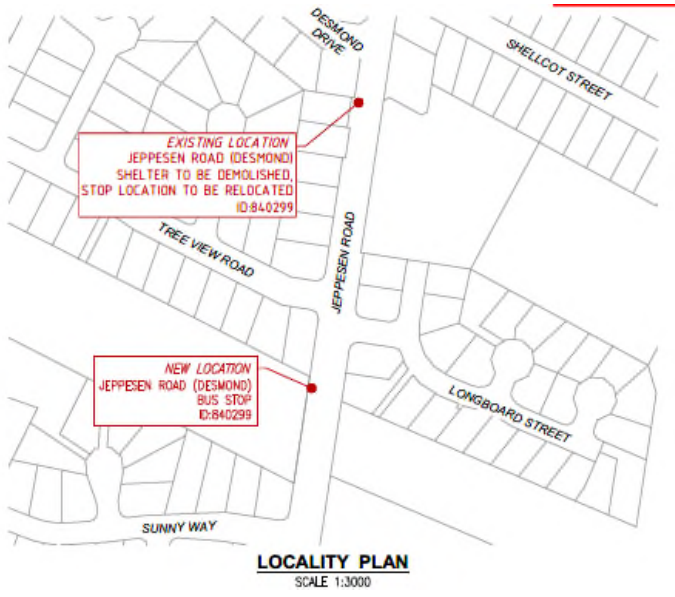 DESMOND
DRIVE
SHELLCOT STREET
EXISTING LOCATION
JEPPESEN ROAD (DESMOND)
SHELTER TO BE DEMOLISHED,
STOP LOCATION TO BE RELOCATED
ID:840299
TREE VIEW ROAD
JEPPESEN ROAD
NEW LOCATION
JEPPESEN ROAD (DESMOND)
BUS STOP
ID:840299
LONGBOARD STREET
SUNNY WAY
LOCALITY PLAN
SCALE 1:3000